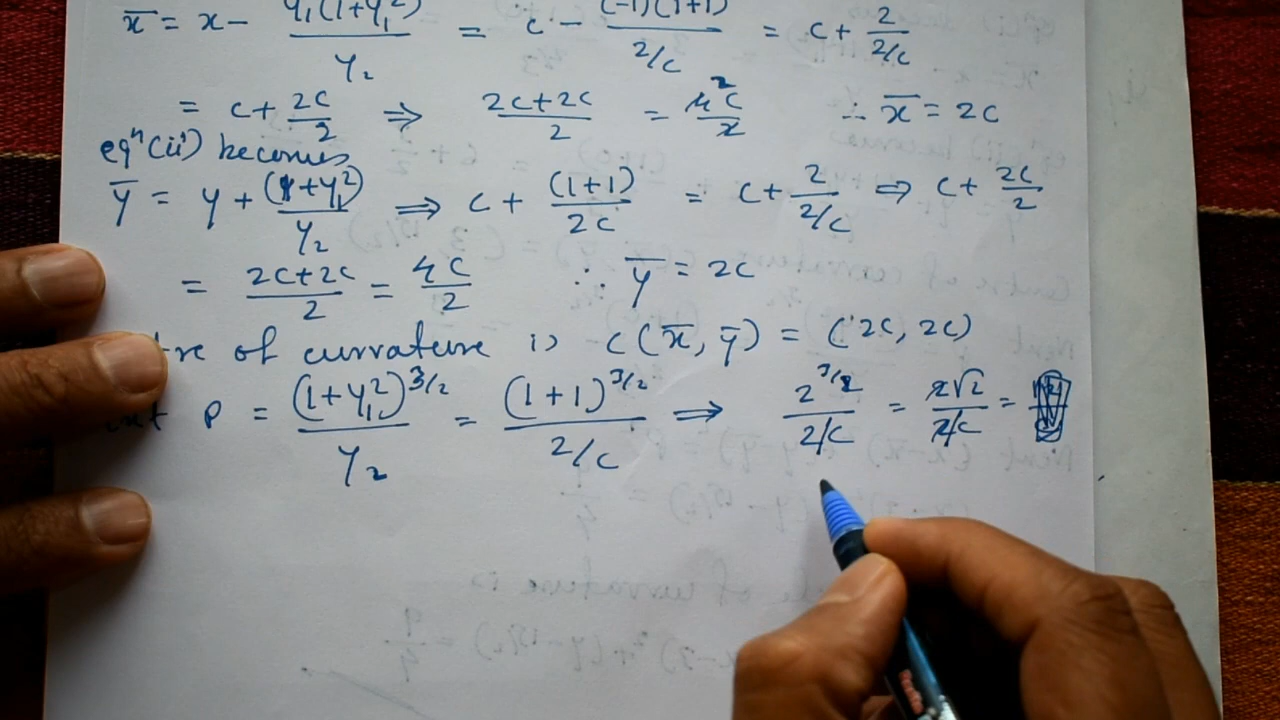 x̄ = x - y₁(1+y₁²)/y₂ = c - (-1)(1+1)/2/c = c + 2/2/c
= c + 2c/2 ⇒ 2c+2c/2 = 4c/2 ∴ x̄ = 2c
eqⁿ(ii) becomes
ȳ = y + (1+y₁²)/y₂ ⇒ c + (1+1)/2c = c + 2/2/c ⇒ c + 2c/2
= 2c+2c/2 = 4c/2 ∴ ȳ = 2c
of curvature is c(x̄, ȳ) = (2c, 2c)
ρ = (1+y₁²)^3/2/y₂ = (1+1)^3/2/2/c ⇒ 2^3/2/2/c = 2√2/2/c =